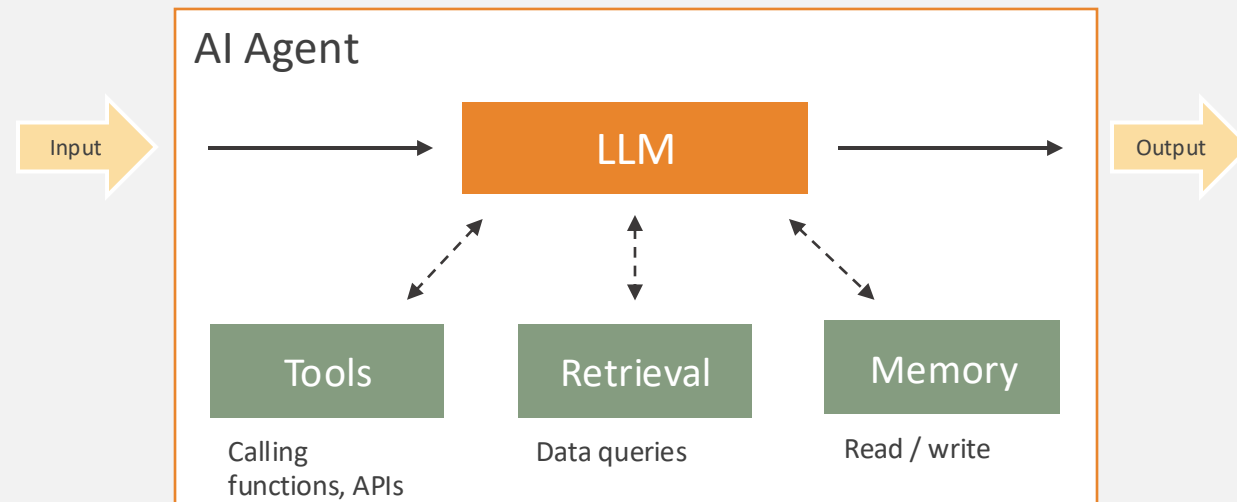 AI Agent
Input
LLM
Output
Tools
Retrieval
Memory
Calling
functions, APIs
Data queries
Read / write